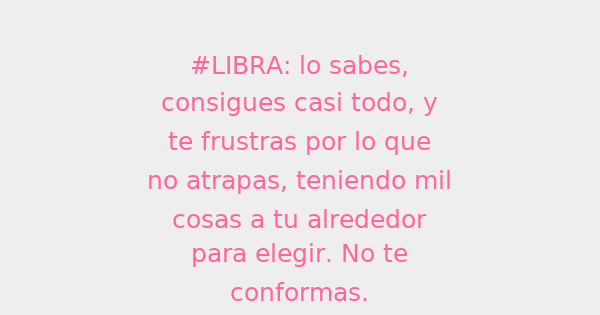 #LIBRA: lo sabes,
consigues casi todo, y
te frustras por lo que
no atrapas, teniendo mil
cosas a tu alrededor
para elegir. No te
conformas.